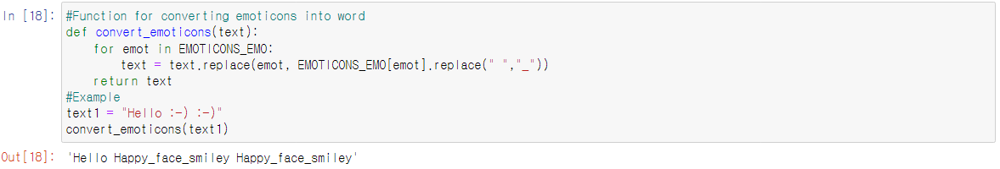 In [18]: #Function for converting emoticons into word
def convert_emoticons(text):
    for emot in EMOTICONS_EMO:
        text = text.replace(emot, EMOTICONS_EMO[emot].replace(" ","_"))
    return text
#Example
text1 = "Hello :-) :-)"
convert_emoticons(text1)
Out[18]: 'Hello Happy_face_smiley Happy_face_smiley'